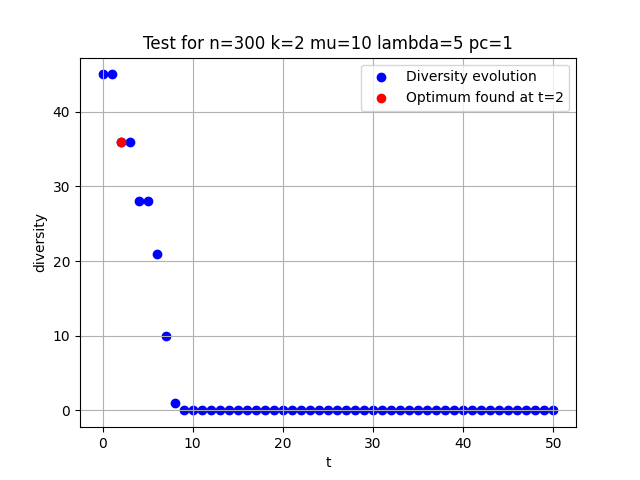 Test for n=300 k=2 mu=10 lambda=5 pc=1
Diversity evolution
Optimum found at t=2
diversity
40
30
20
10
0
0 10 20 30 40 50
t